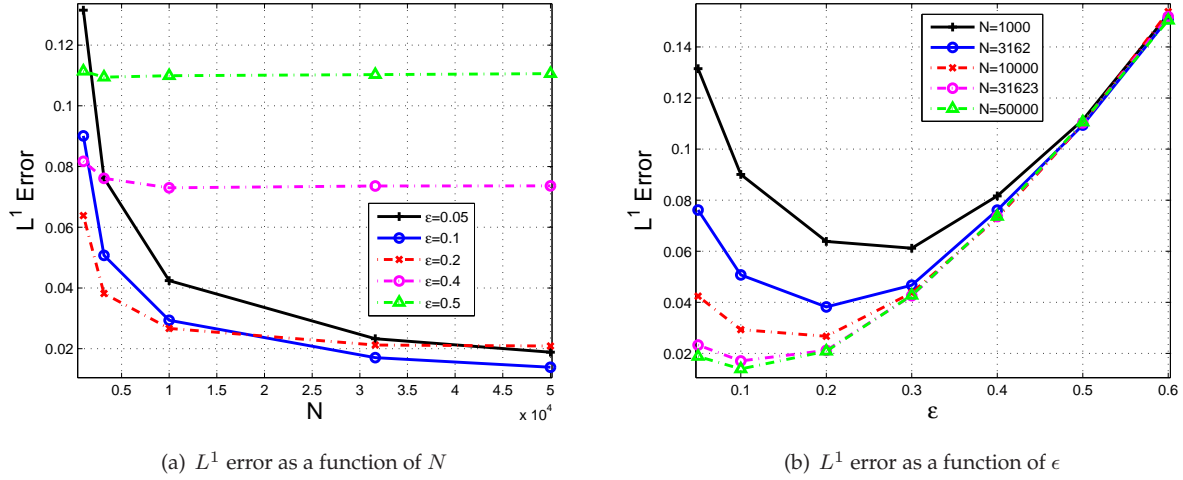 0.12
0.1
0.08
0.06
0.04
0.02
L¹ Error
0.5
1
1.5
2
2.5
3
3.5
4
4.5
5
x 10⁴
N
ε=0.05
ε=0.1
ε=0.2
ε=0.4
ε=0.5
(a) L¹ error as a function of N
0.14
0.12
0.1
0.08
0.06
0.04
0.02
L¹ Error
0.1
0.2
0.3
0.4
0.5
0.6
ε
N=1000
N=3162
N=10000
N=31623
N=50000
(b) L¹ error as a function of ϵ